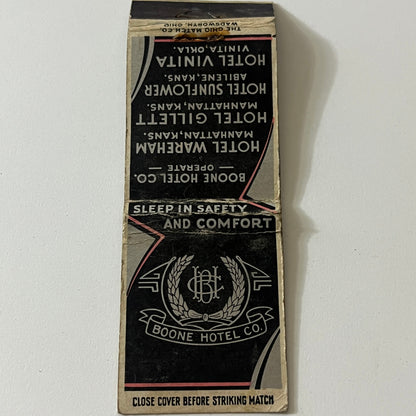 THE OHIO MATCH CO.
WADSWORTH, OHIO
BOONE HOTEL CO.
— OPERATE —
HOTEL WAREHAM
MANHATTAN, KANS.
HOTEL GILLETT
MANHATTAN, KANS.
HOTEL SUNFLOWER
ABILENE, KANS.
HOTEL VINITA
VINITA, OKLA.
SLEEP IN SAFETY
AND COMFORT
BHC
BOONE HOTEL CO.
CLOSE COVER BEFORE STRIKING MATCH